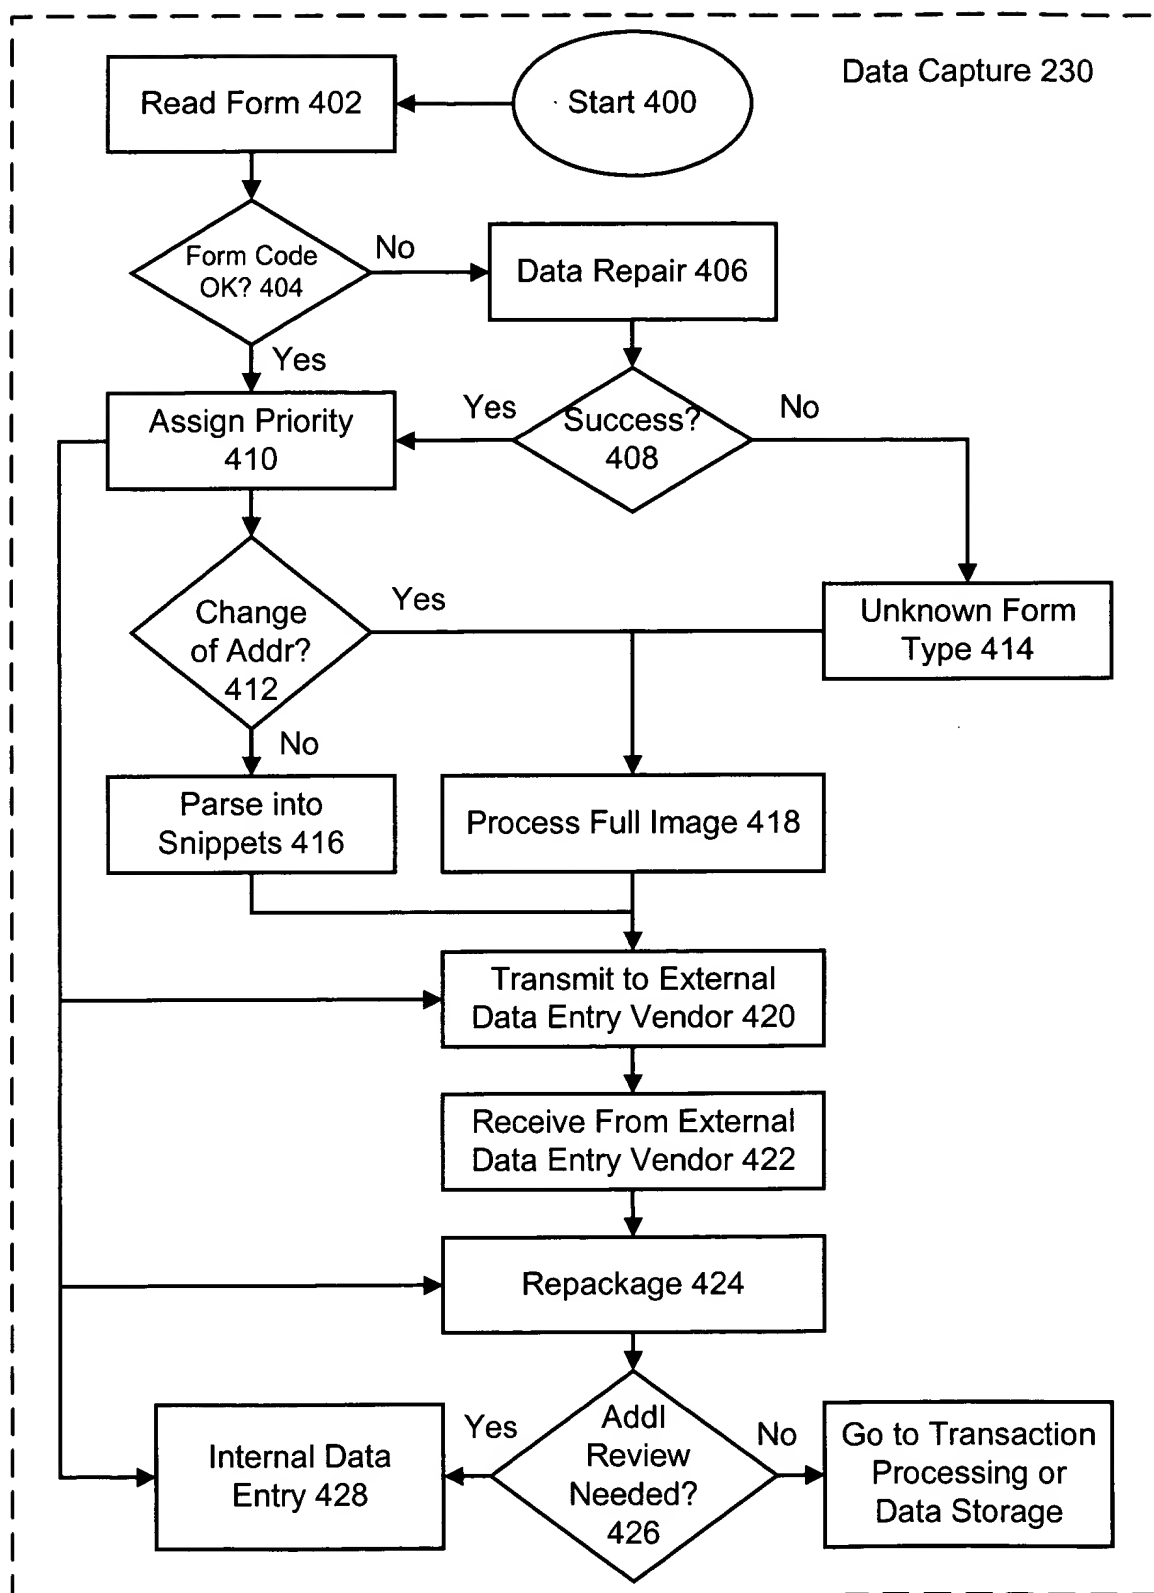 Data Capture 230
Start 400
Read Form 402
Form Code
OK? 404
No
Data Repair 406
Yes
Assign Priority
410
Yes
Success?
408
No
Change
of Addr?
412
Yes
Unknown Form
Type 414
No
Parse into
Snippets 416
Process Full Image 418
Transmit to External
Data Entry Vendor 420
Receive From External
Data Entry Vendor 422
Repackage 424
Addl
Review
Needed?
426
Yes
No
Internal Data
Entry 428
Go to Transaction
Processing or
Data Storage